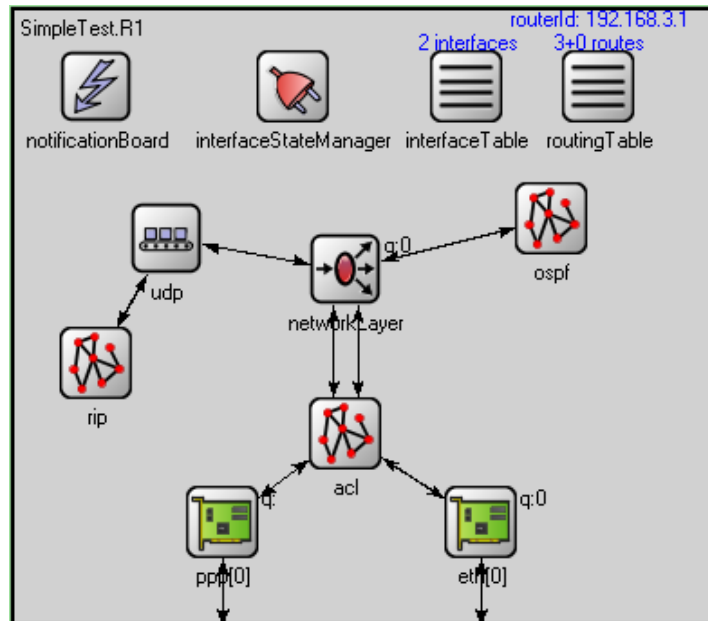 SimpleTest.R1
routerId: 192.168.3.1
2 interfaces
3+0 routes
notificationBoard
interfaceStateManager
interfaceTable
routingTable
q:0
udp
ospf
networkLayer
rip
acl
q:
q:0
ppp[0]
eth[0]